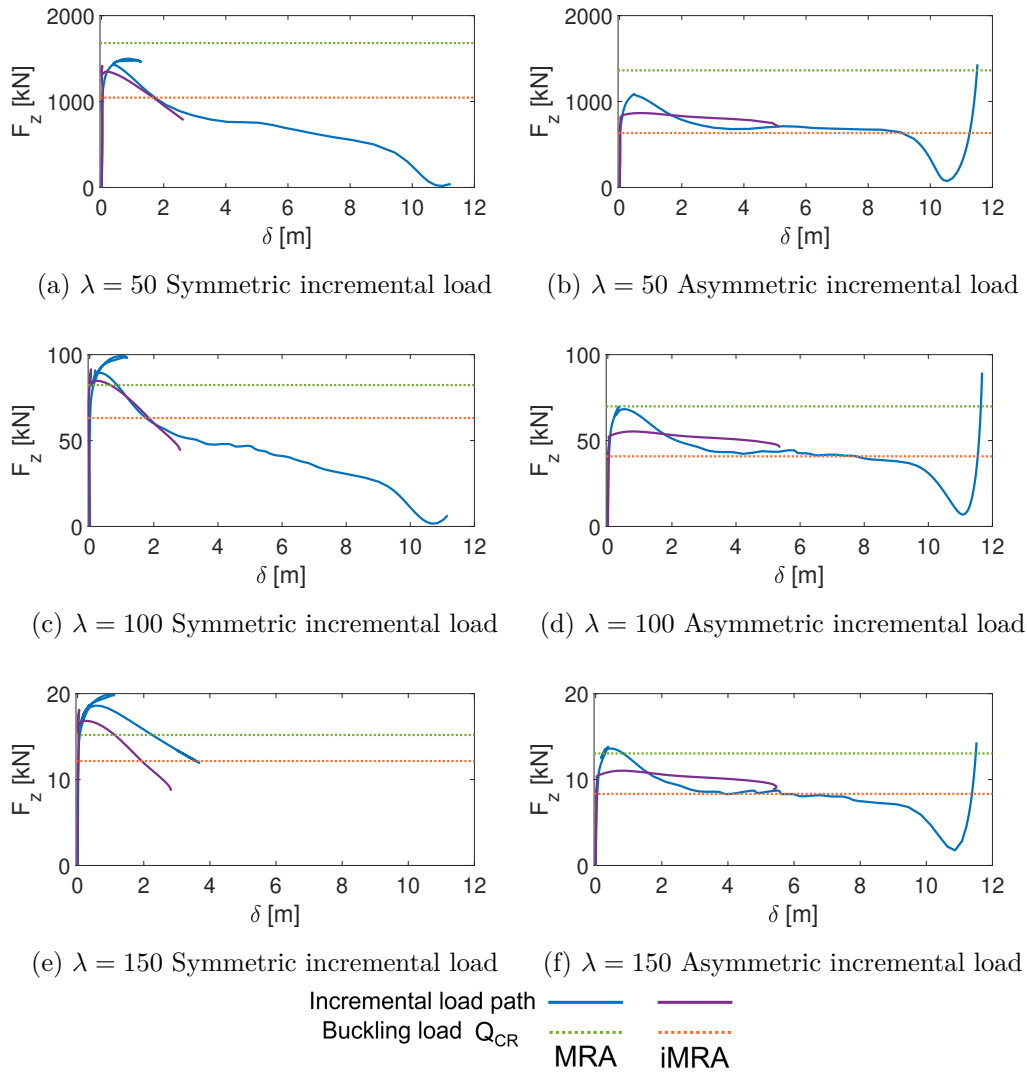 2000
1000
0
F_z [kN]
0 2 4 6 8 10 12
δ [m]
(a) λ = 50 Symmetric incremental load
2000
1000
0
F_z [kN]
0 2 4 6 8 10 12
δ [m]
(b) λ = 50 Asymmetric incremental load
100
50
0
F_z [kN]
0 2 4 6 8 10 12
δ [m]
(c) λ = 100 Symmetric incremental load
100
50
0
F_z [kN]
0 2 4 6 8 10 12
δ [m]
(d) λ = 100 Asymmetric incremental load
20
10
0
F_z [kN]
0 2 4 6 8 10 12
δ [m]
(e) λ = 150 Symmetric incremental load
20
10
0
F_z [kN]
0 2 4 6 8 10 12
δ [m]
(f) λ = 150 Asymmetric incremental load
Incremental load path
Buckling load Q_CR
MRA iMRA